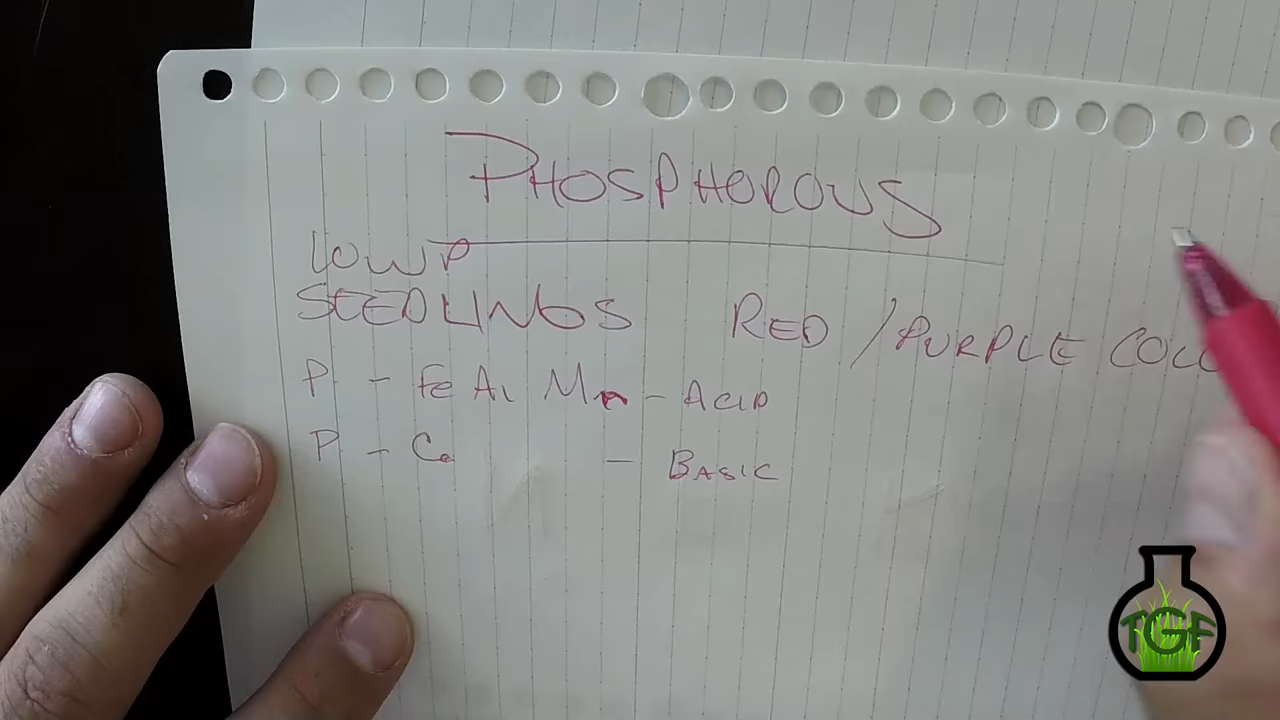 PHOSPHOROUS
LOW P
SEEDLINGS RED / PURPLE COLO
P - Fe AL Mn - ACID
P - Ca - BASIC
TGF